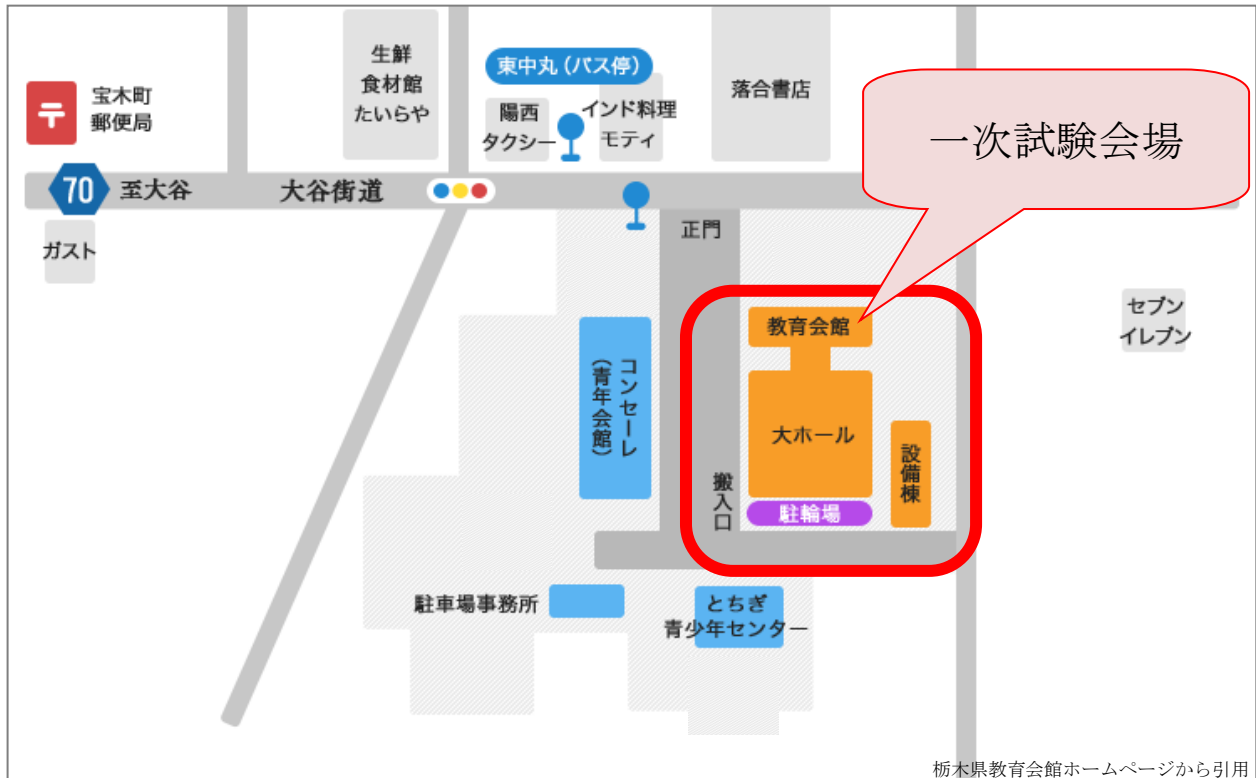 生鮮
食材館
たいらや
東中丸（バス停）
落合書店
宝木町
郵便局
陽西
タクシー
インド料理
モティ
一次試験会場
70
至大谷
大谷街道
正門
ガスト
セブン
イレブン
教育会館
コンセーレ
（青年会館）
大ホール
設備棟
搬入口
駐輪場
駐車場事務所
とちぎ
青少年センター
栃木県教育会館ホームページから引用